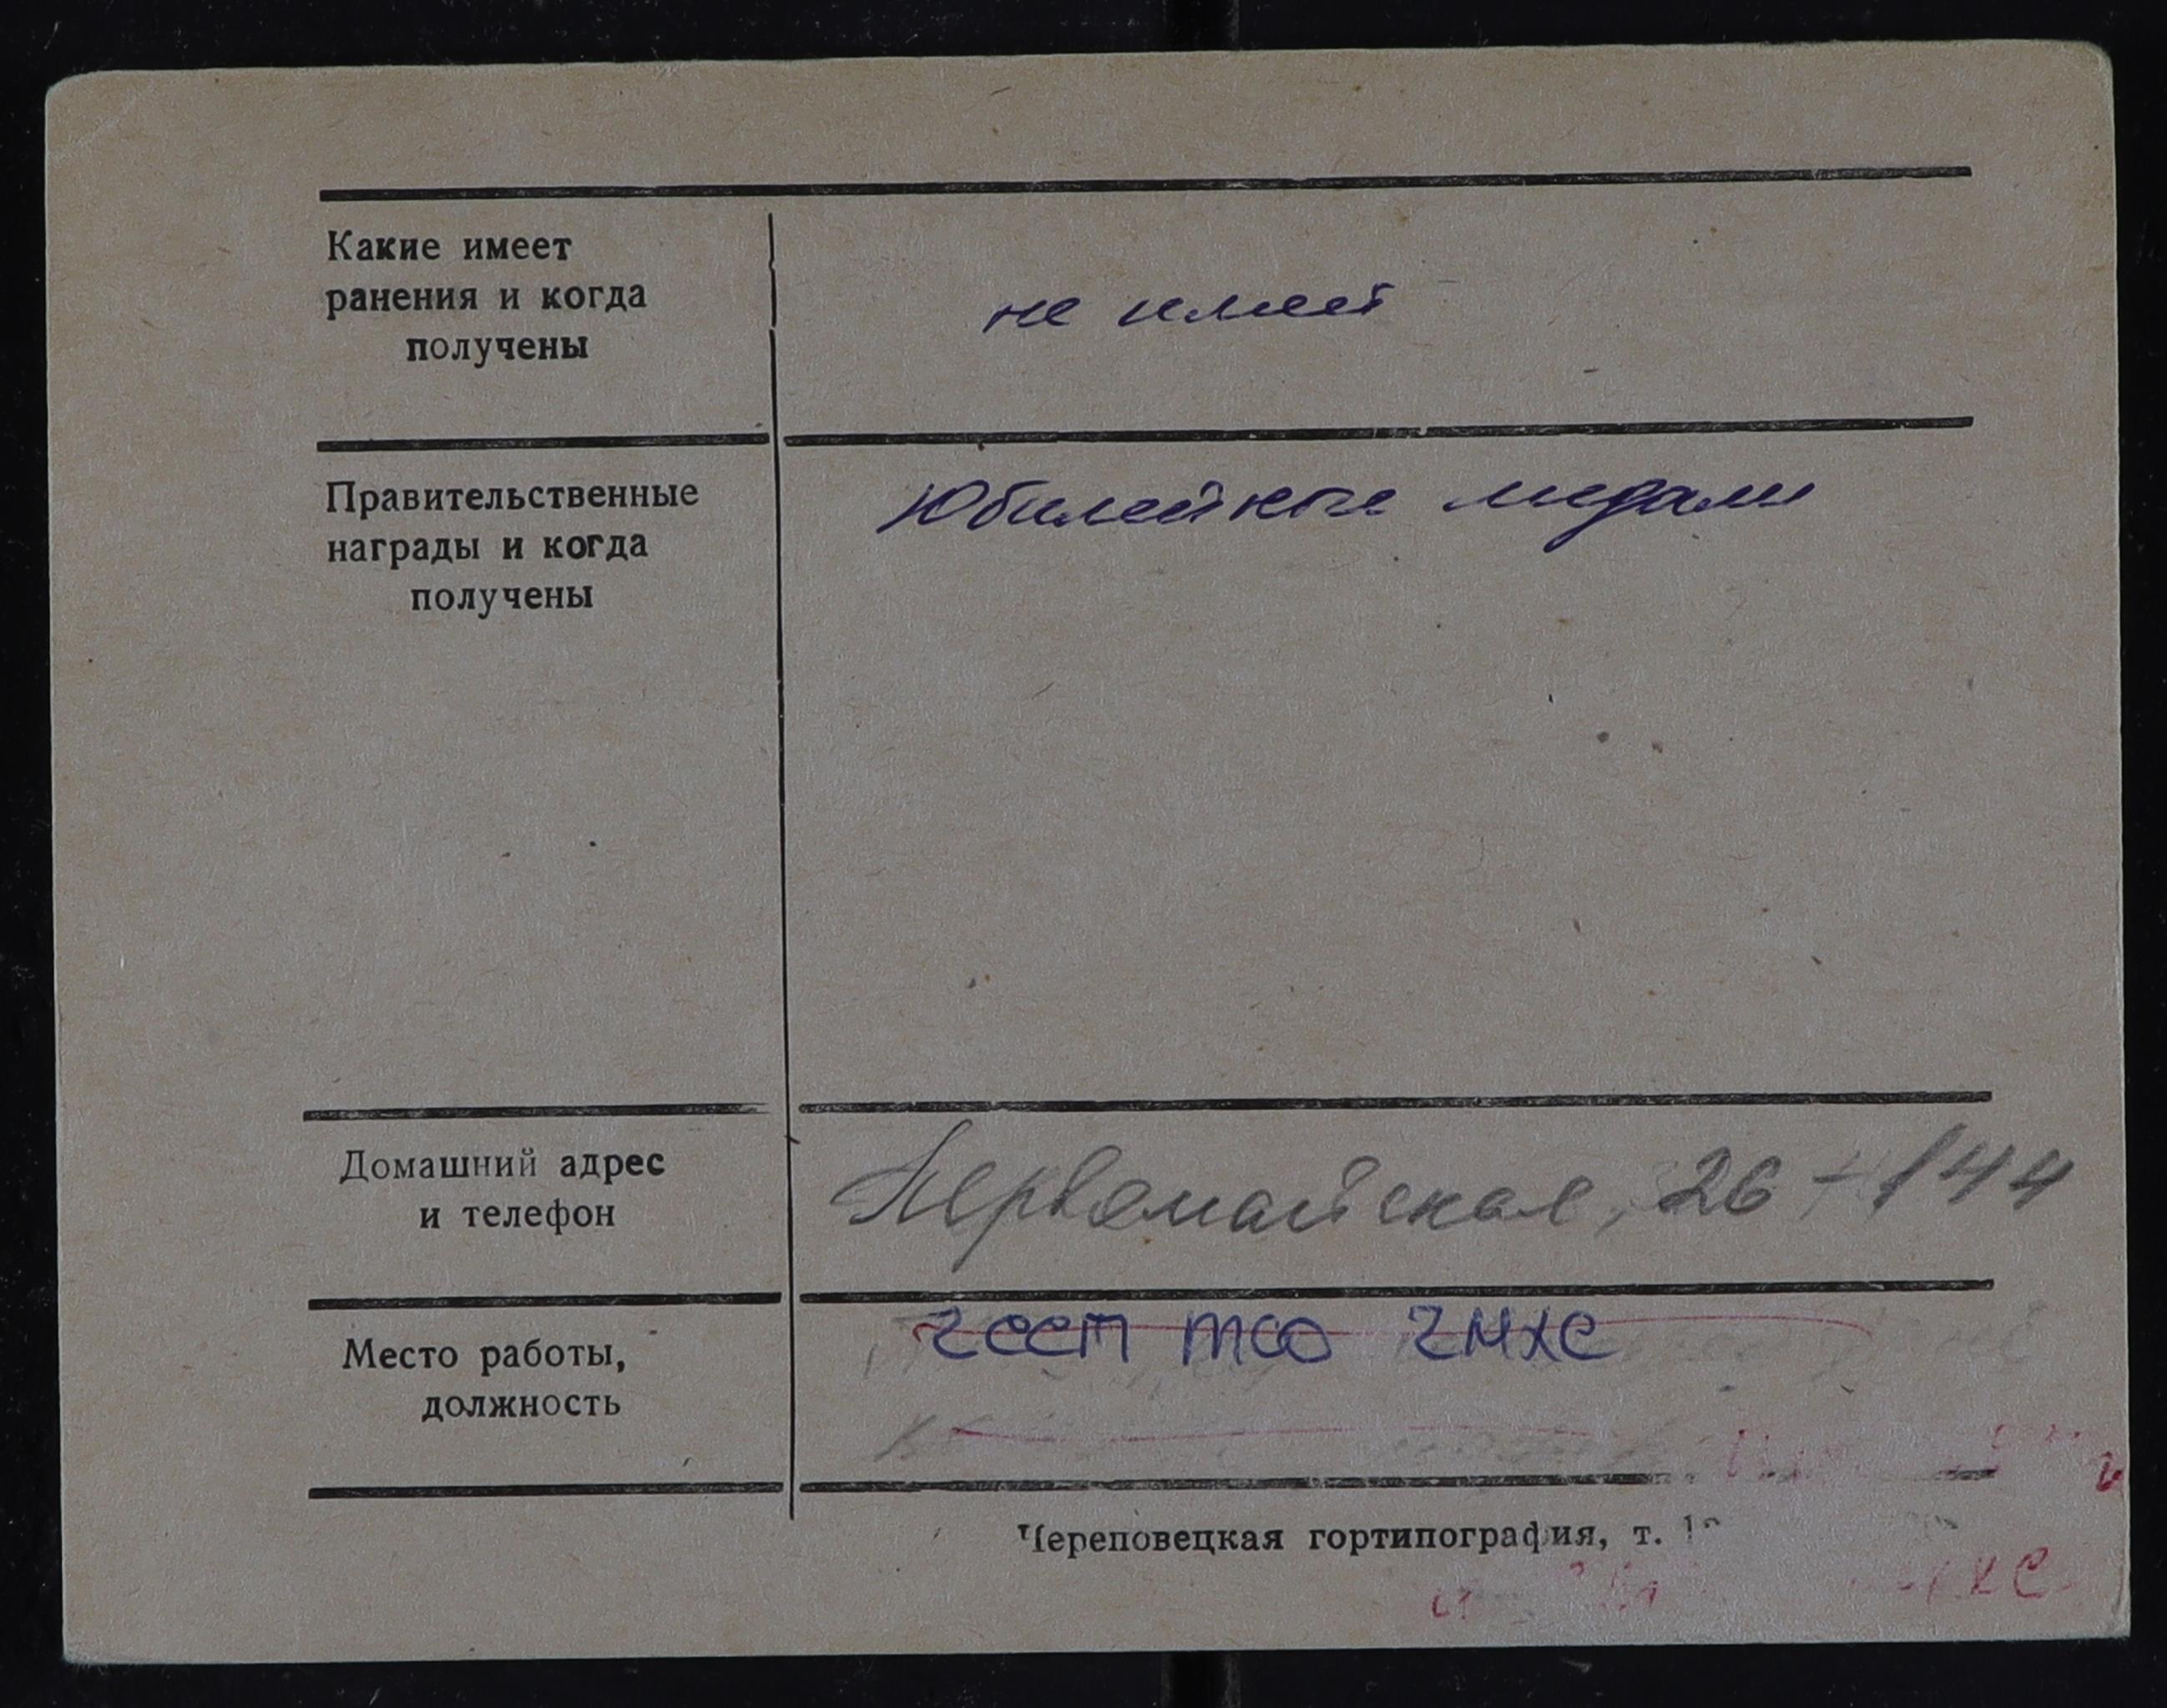 Какие имеет
ранения и когда
получены
не имеет
Правительственные
награды и когда
получены
Юбилейные медали
Домашний адрес
и телефон
Первомайская, 26-144
Место работы,
должность
Череповецкая гортипография, т.